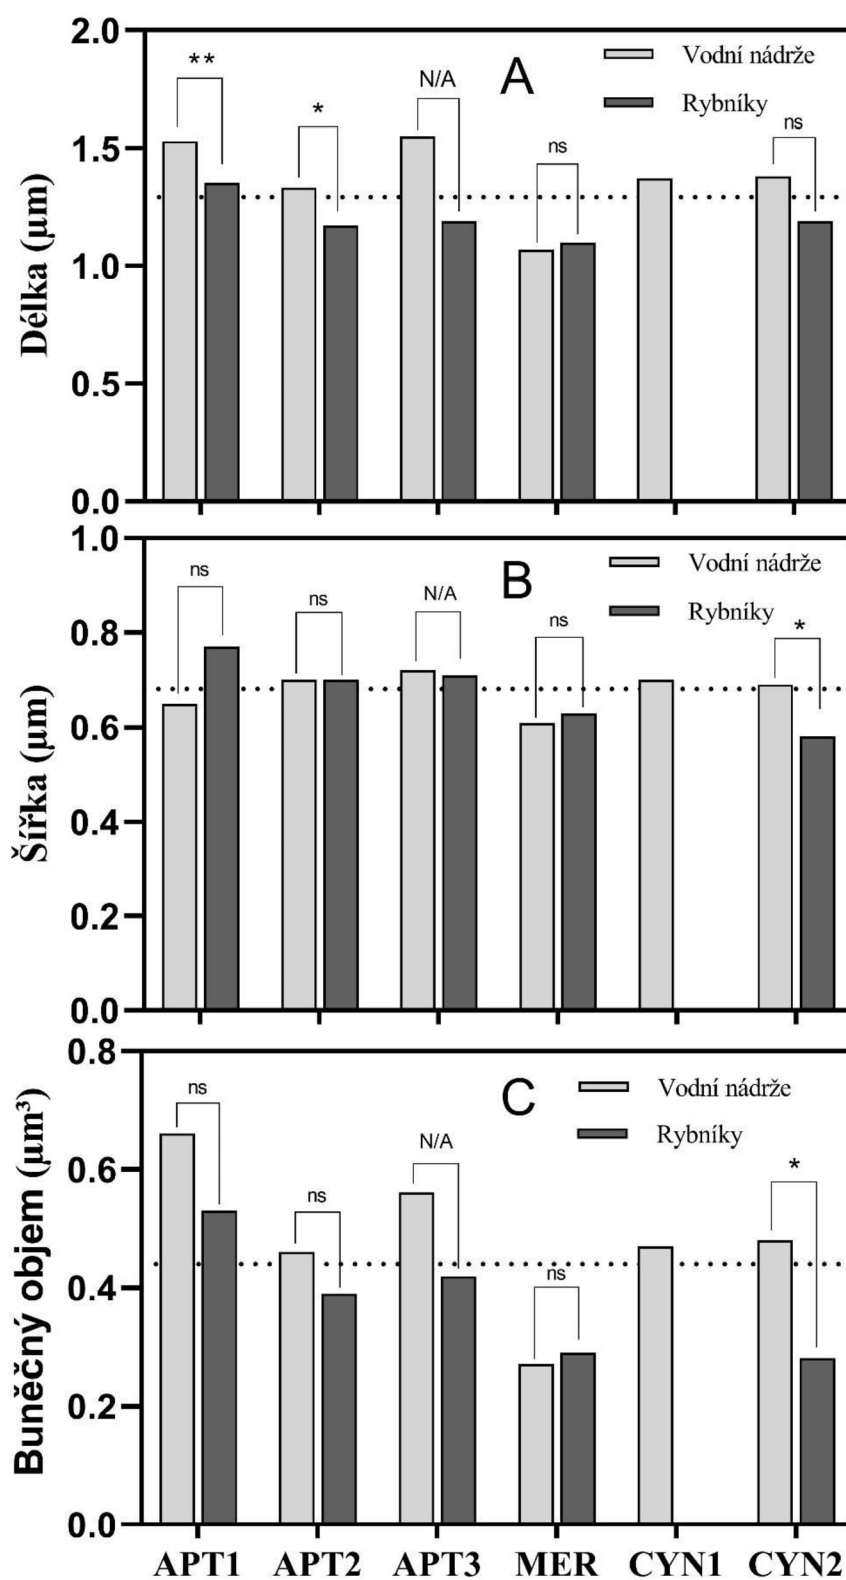 2.0
A
Vodní nádrže
Rybníky
**
*
N/A
ns
ns
1.5
1.0
0.5
0.0
Délka (μm)
1.0
B
Vodní nádrže
Rybníky
ns
ns
N/A
ns
*
0.8
0.6
0.4
0.2
0.0
Šířka (μm)
0.8
C
Vodní nádrže
Rybníky
ns
ns
N/A
ns
*
0.6
0.4
0.2
0.0
Buněčný objem (μm³)
APT1 APT2 APT3 MER CYN1 CYN2